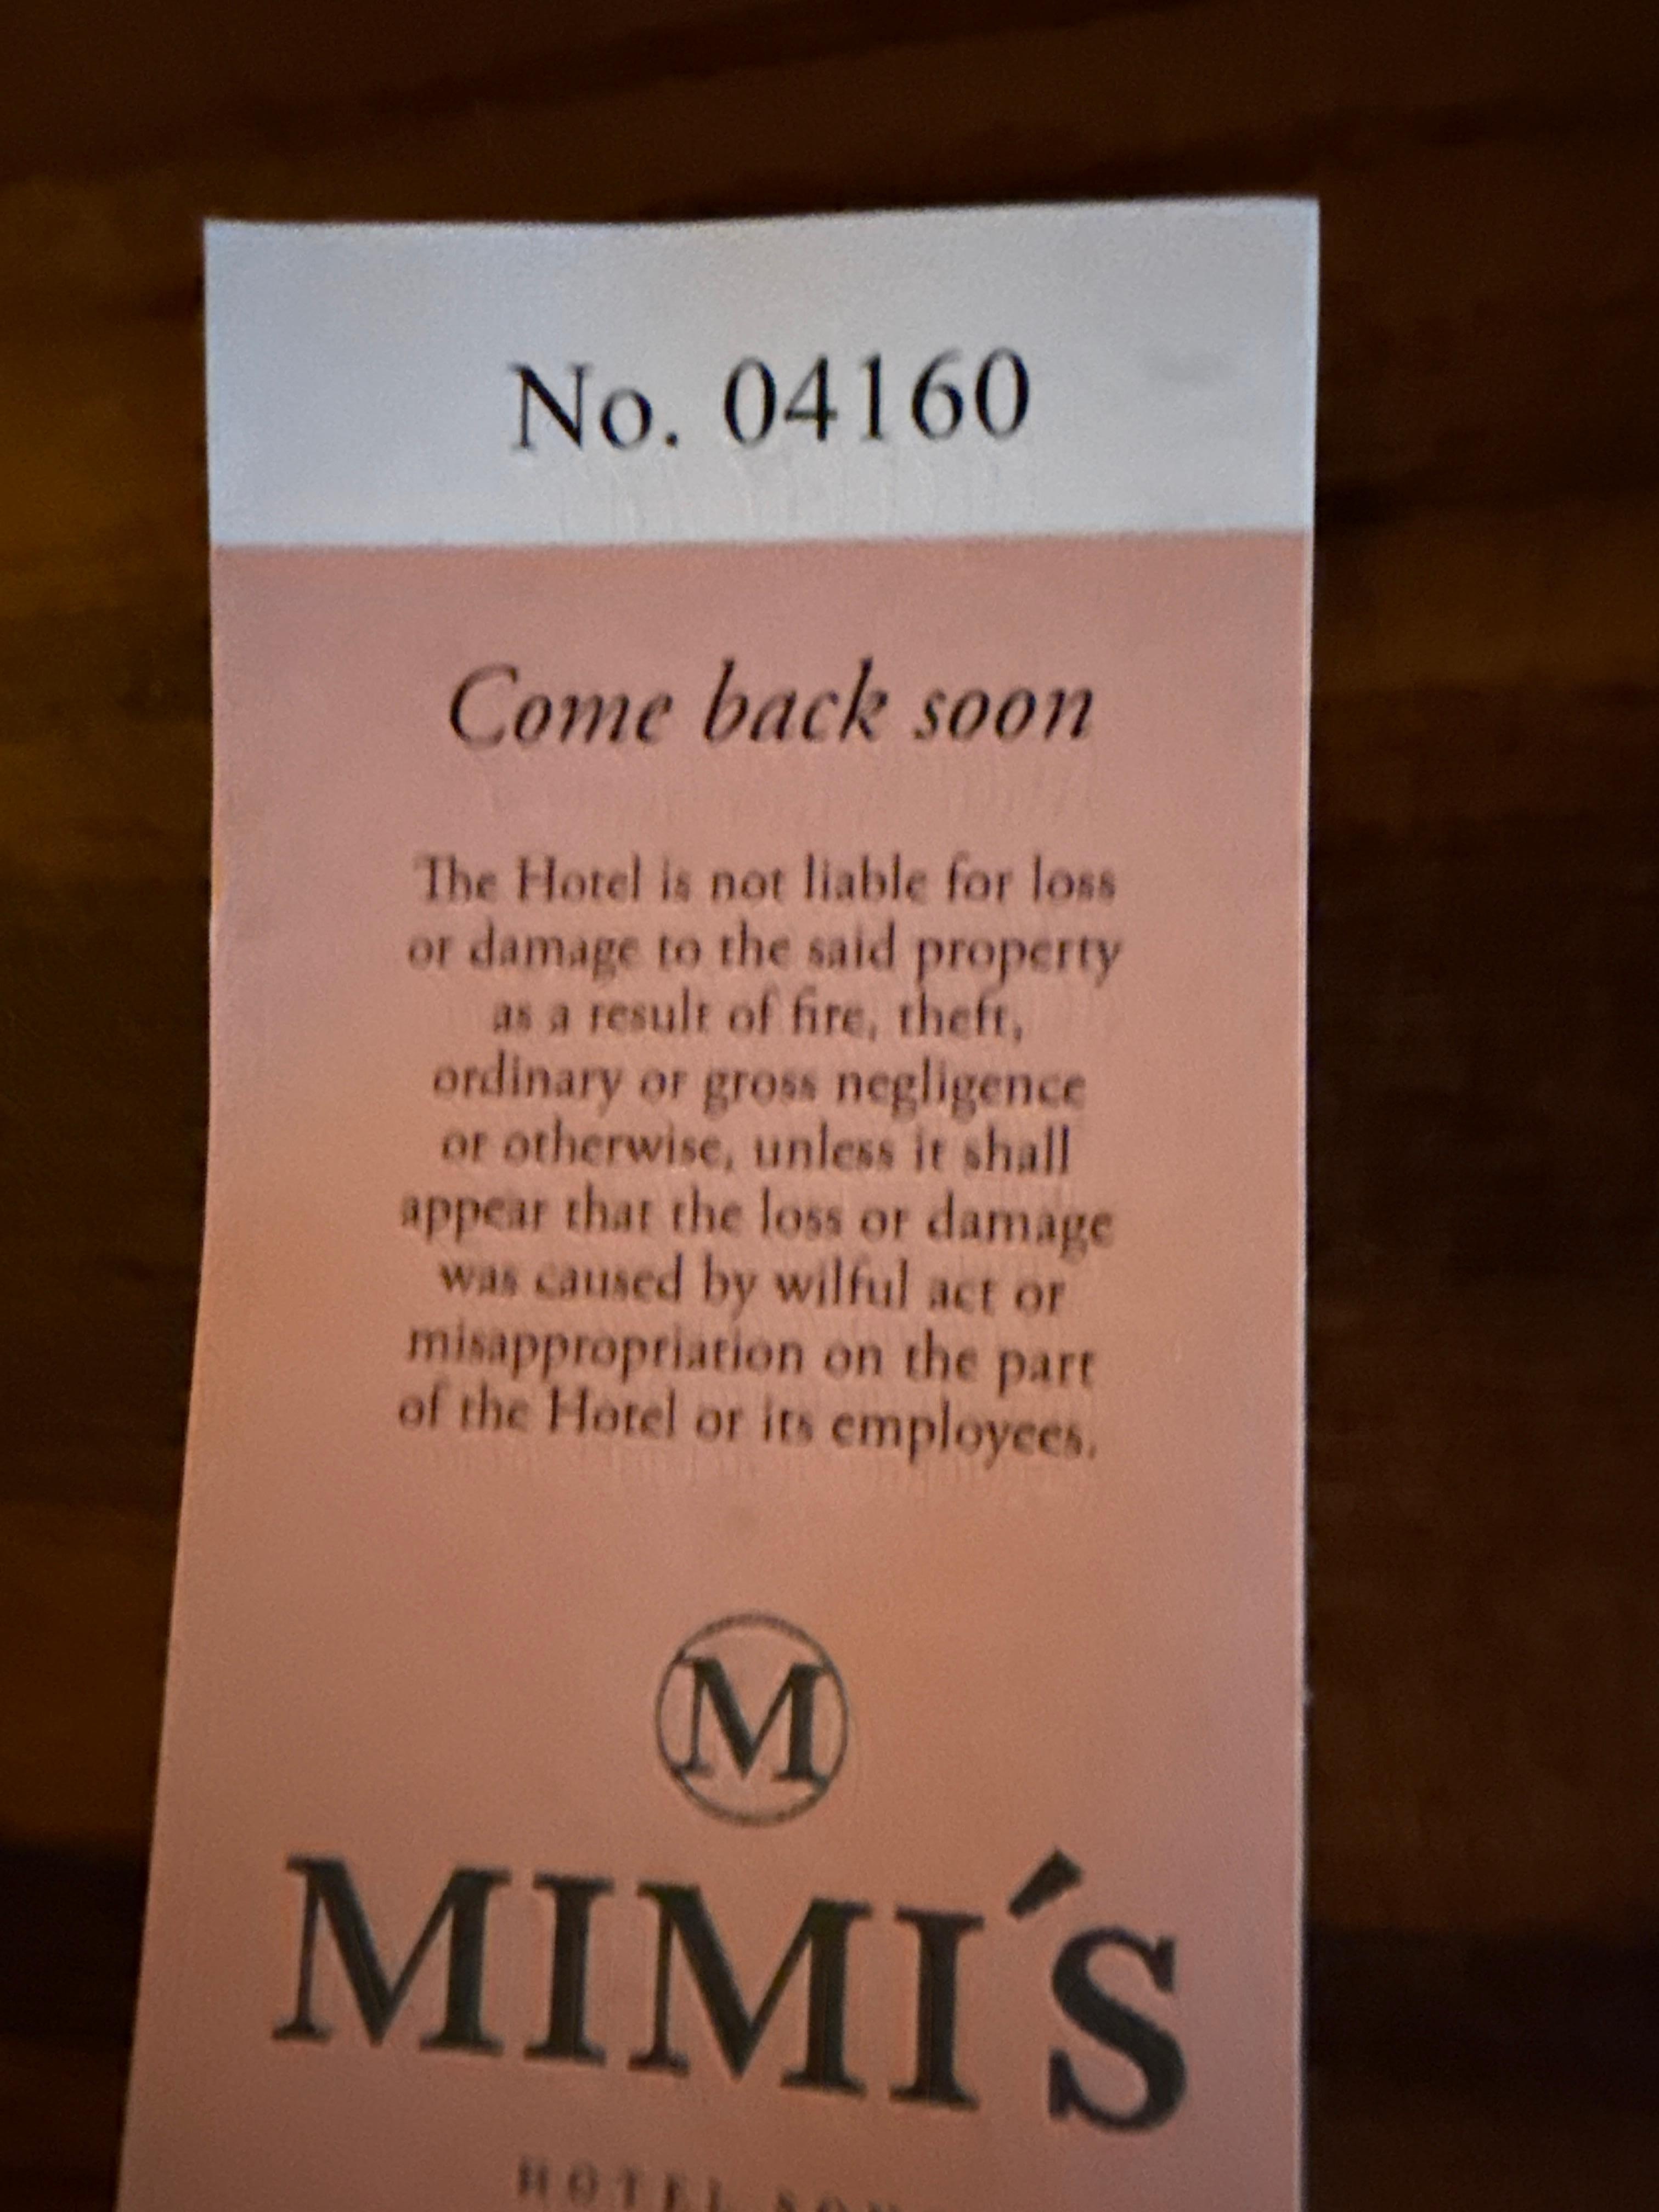 No. 04160
Come back soon
The Hotel is not liable for loss
or damage to the said property
as a result of fire, theft,
ordinary or gross negligence
or otherwise, unless it shall
appear that the loss or damage
was caused by wilful act or
misappropriation on the part
of the Hotel or its employees.
M
MIMI´S
HOTEL